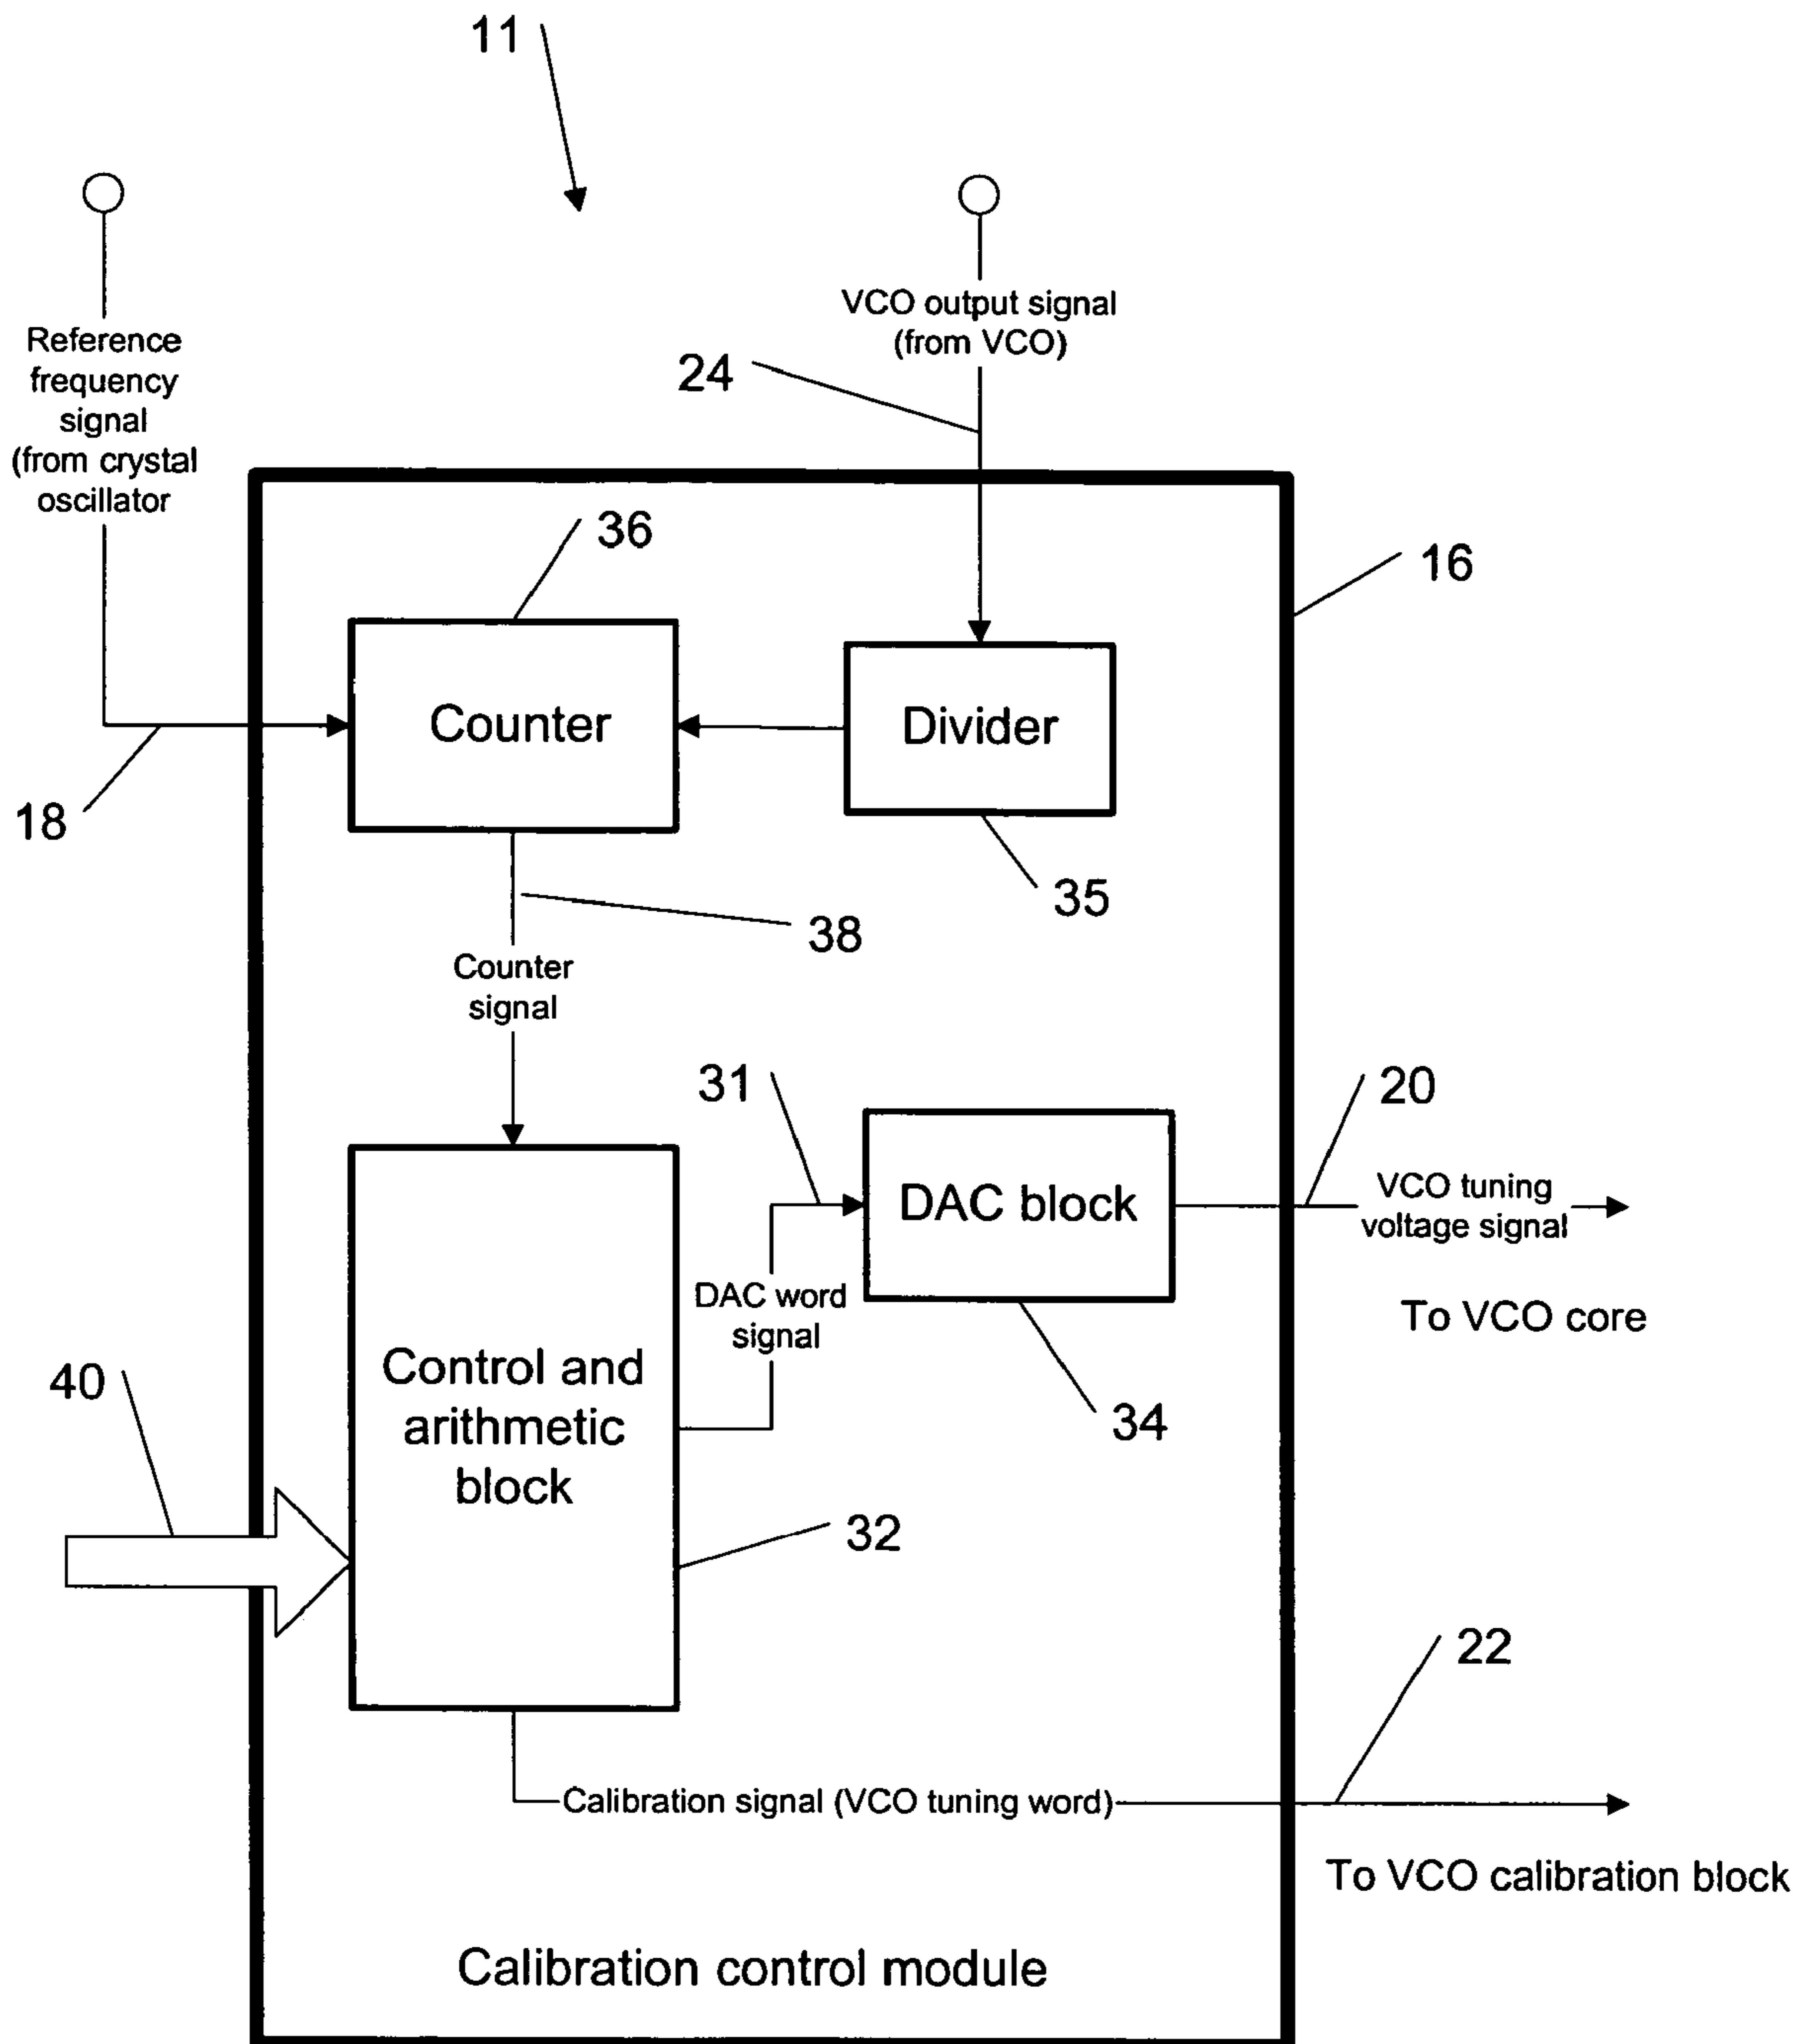 11
VCO output signal
(from VCO)
Reference
frequency
signal
(from crystal
oscillator
24
36
16
Counter
Divider
18
35
38
Counter
signal
31
20
DAC block
VCO tuning
voltage signal
DAC word
signal
To VCO core
40
Control and
arithmetic
block
34
32
22
Calibration signal (VCO tuning word)
To VCO calibration block
Calibration control module